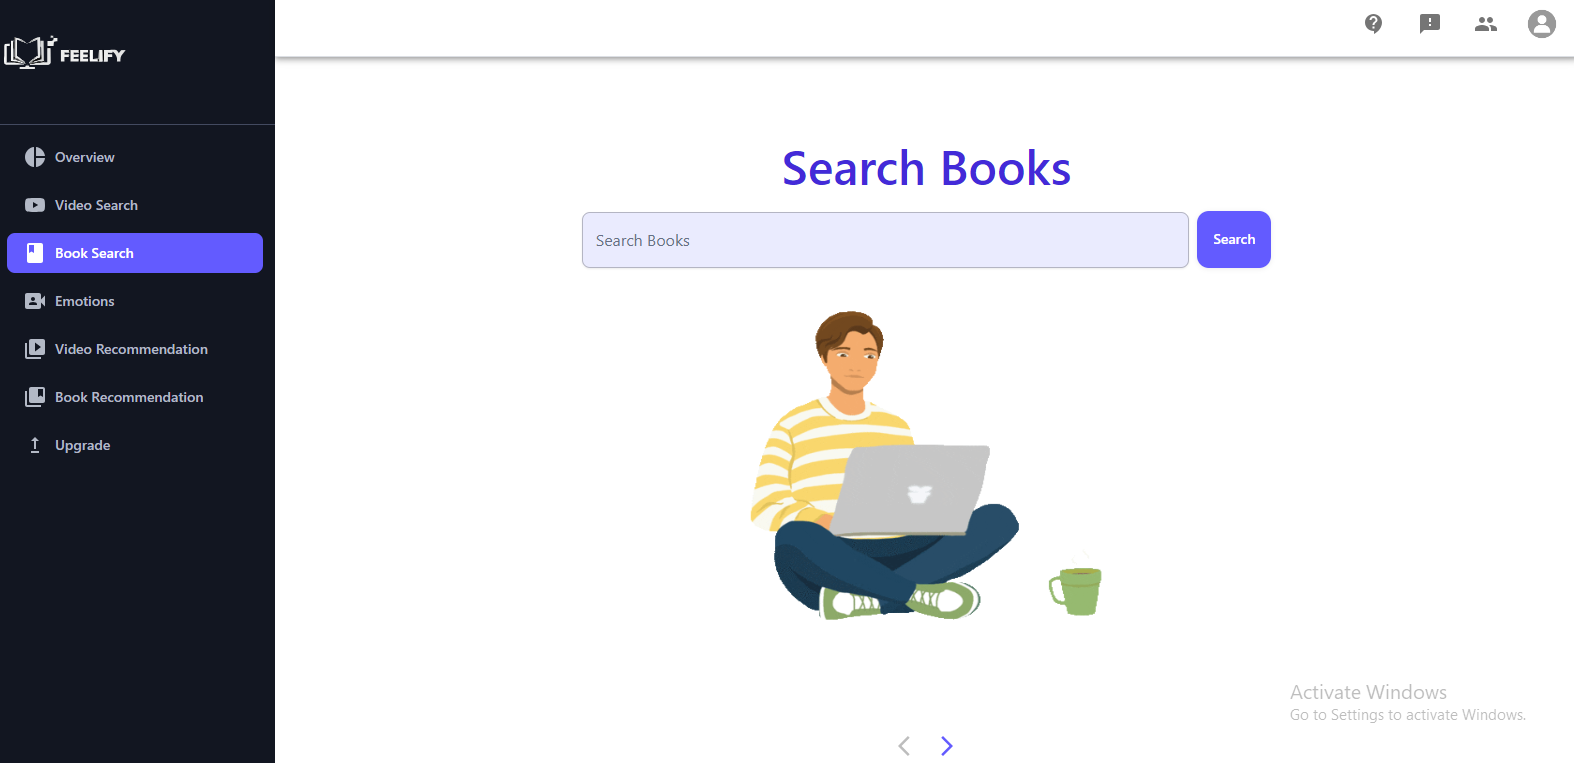 FEELIFY
Overview
Video Search
Book Search
Emotions
Video Recommendation
Book Recommendation
Upgrade
Search Books
Search Books
Search
Activate Windows
Go to Settings to activate Windows.